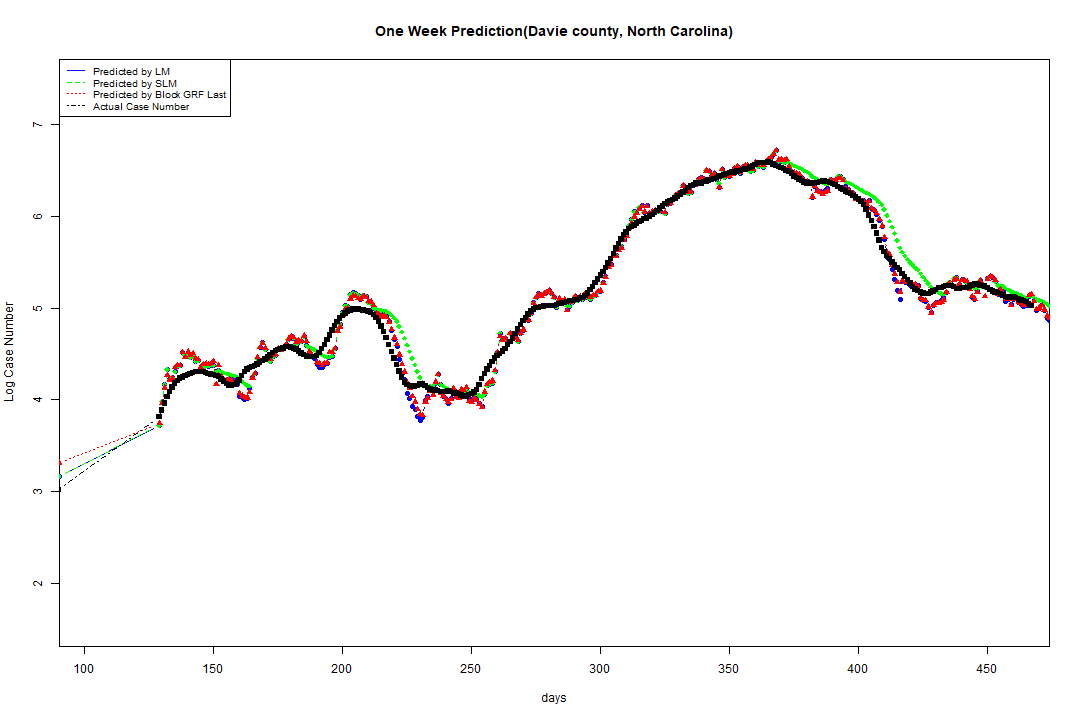 One Week Prediction(Davie county, North Carolina)
Predicted by LM
Predicted by SLM
Predicted by Block GRF Last
Actual Case Number
7
6
5
4
3
2
Log Case Number
100 150 200 250 300 350 400 450
days